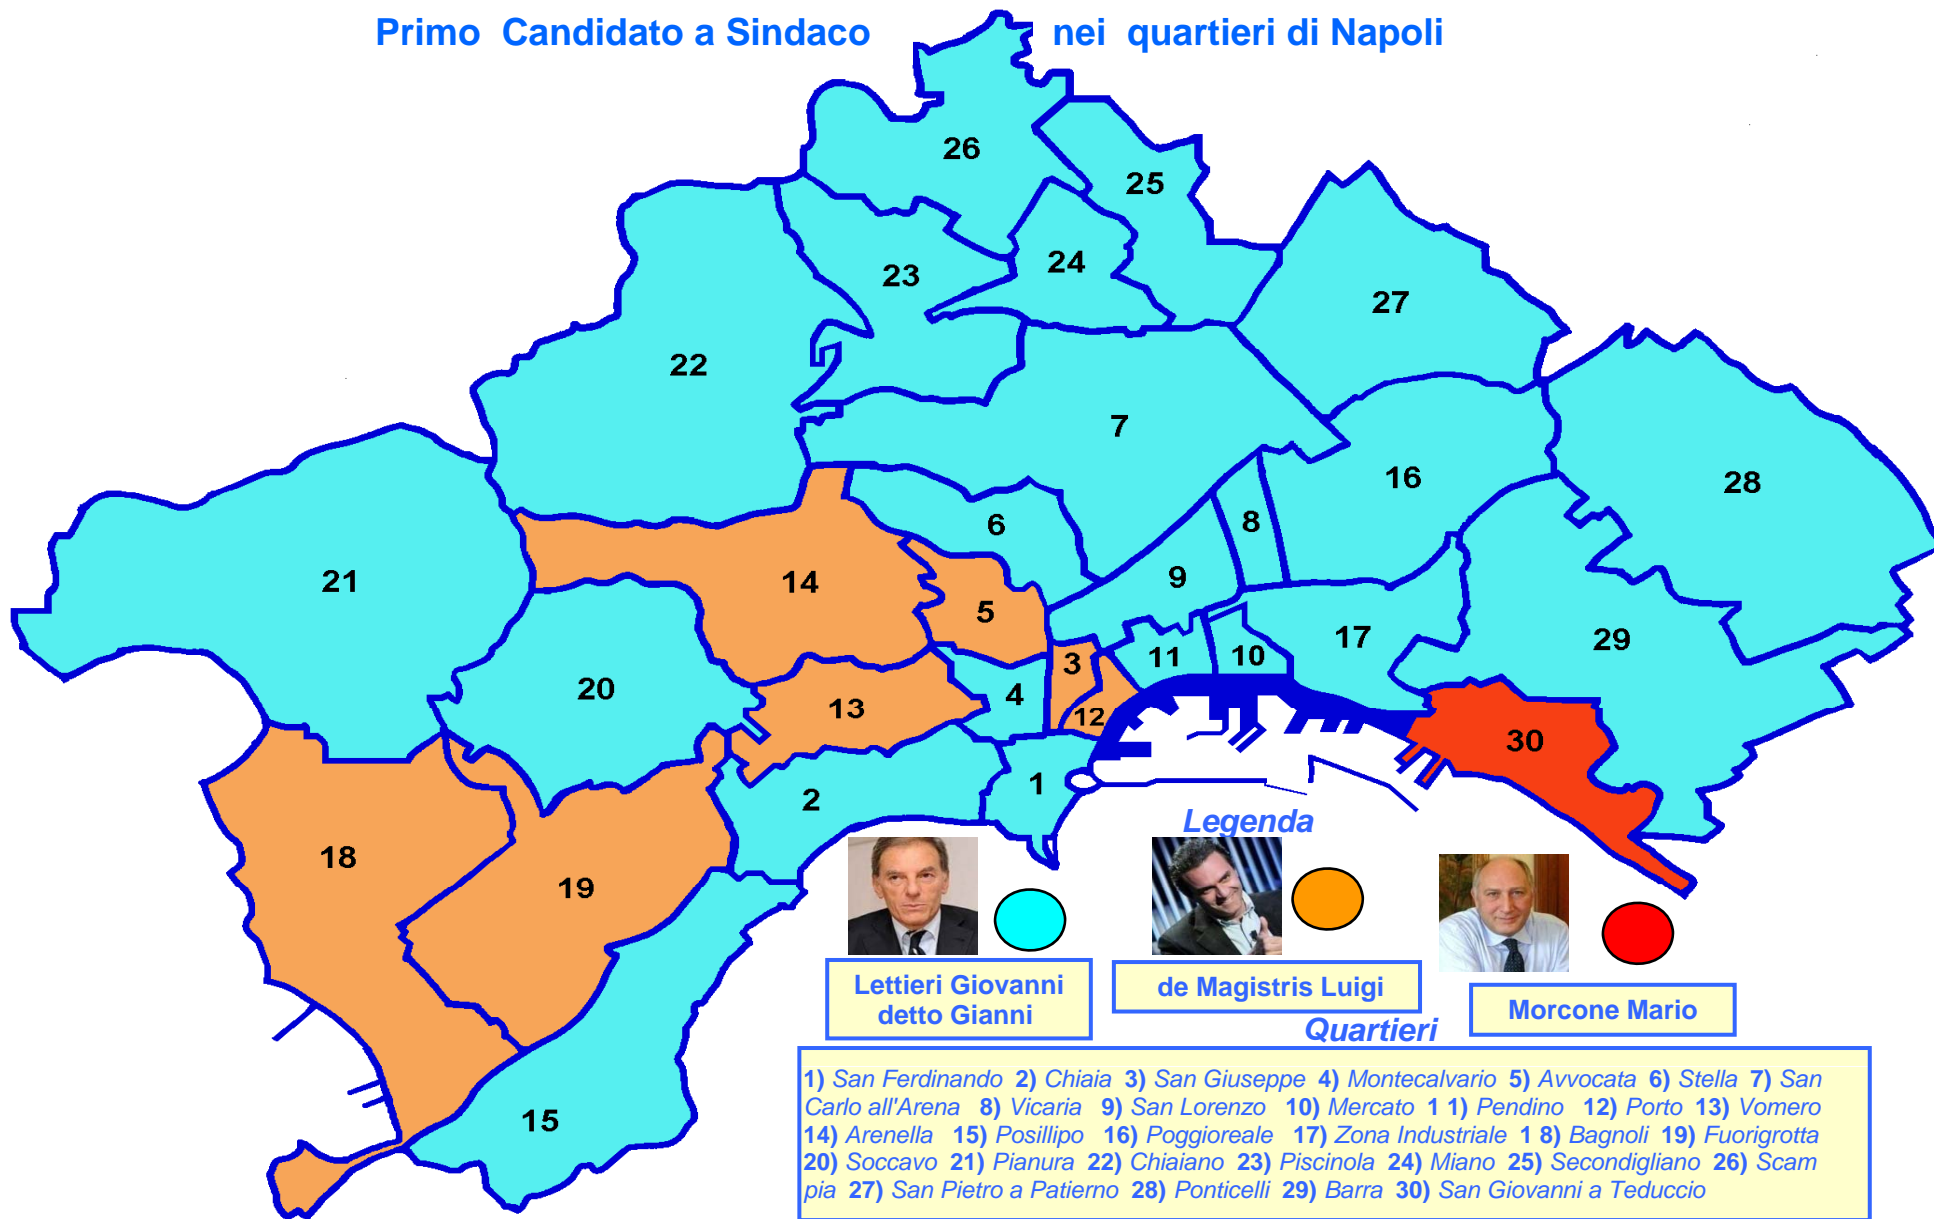 Primo Candidato a Sindaco nei quartieri di Napoli
26
25
24
23
27
22
7
28
16
6
8
21
14
9
5
29
17
11
10
3
20
4
13
12
30
1
2
18
19
15
Legenda
Lettieri Giovanni
detto Gianni
de Magistris Luigi
Morcone Mario
Quartieri
1) San Ferdinando 2) Chiaia 3) San Giuseppe 4) Montecalvario 5) Avvocata 6) Stella 7) San
Carlo all'Arena 8) Vicaria 9) San Lorenzo 10) Mercato 1 1) Pendino 12) Porto 13) Vomero
14) Arenella 15) Posillipo 16) Poggioreale 17) Zona Industriale 1 8) Bagnoli 19) Fuorigrotta
20) Soccavo 21) Pianura 22) Chiaiano 23) Piscinola 24) Miano 25) Secondigliano 26) Scam
pia 27) San Pietro a Patierno 28) Ponticelli 29) Barra 30) San Giovanni a Teduccio